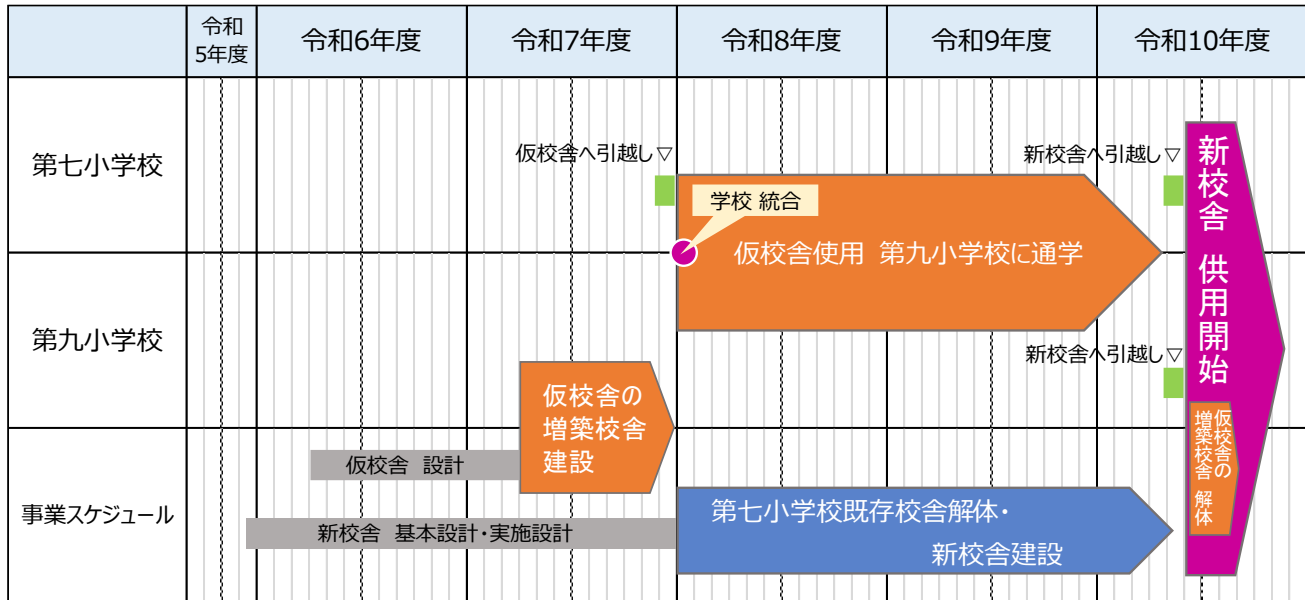 令和
5年度
令和6年度
令和7年度
令和8年度
令和9年度
令和10年度
第七小学校
仮校舎へ引越し▽
新校舎へ引越し▽
学校 統合
仮校舎使用 第九小学校に通学
新校舎 供用開始
第九小学校
新校舎へ引越し▽
仮校舎の
増築校舎
建設
仮校舎の
増築校舎の 解体
仮校舎 設計
事業スケジュール
第七小学校既存校舎解体・
新校舎建設
新校舎 基本設計・実施設計